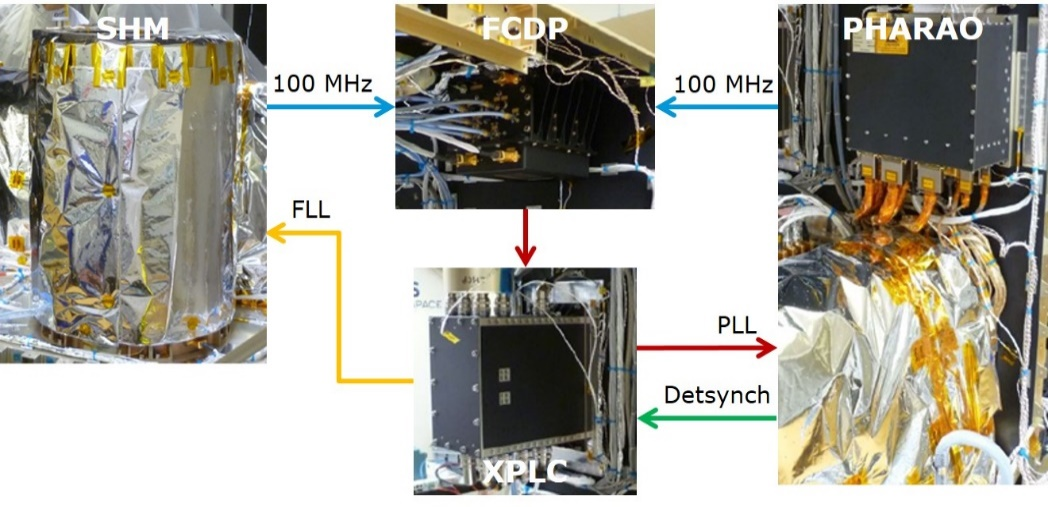 SHM
FCDP
PHARAO
100 MHz
100 MHz
FLL
PLL
Detsynch
XPLC